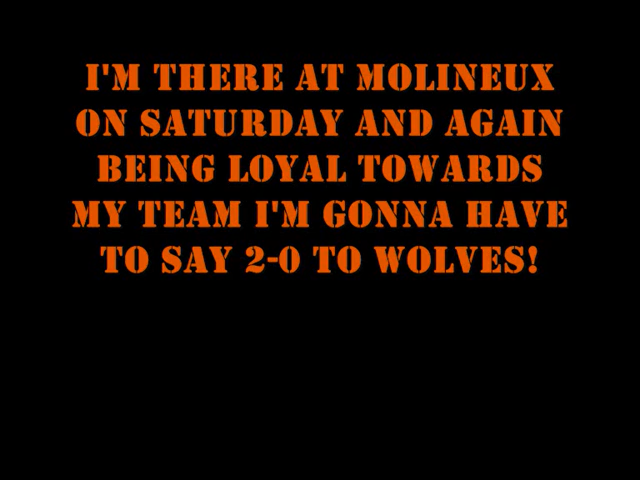 I'M THERE AT MOLINEUX
ON SATURDAY AND AGAIN
BEING LOYAL TOWARDS
MY TEAM I'M GONNA HAVE
TO SAY 2-0 TO WOLVES!